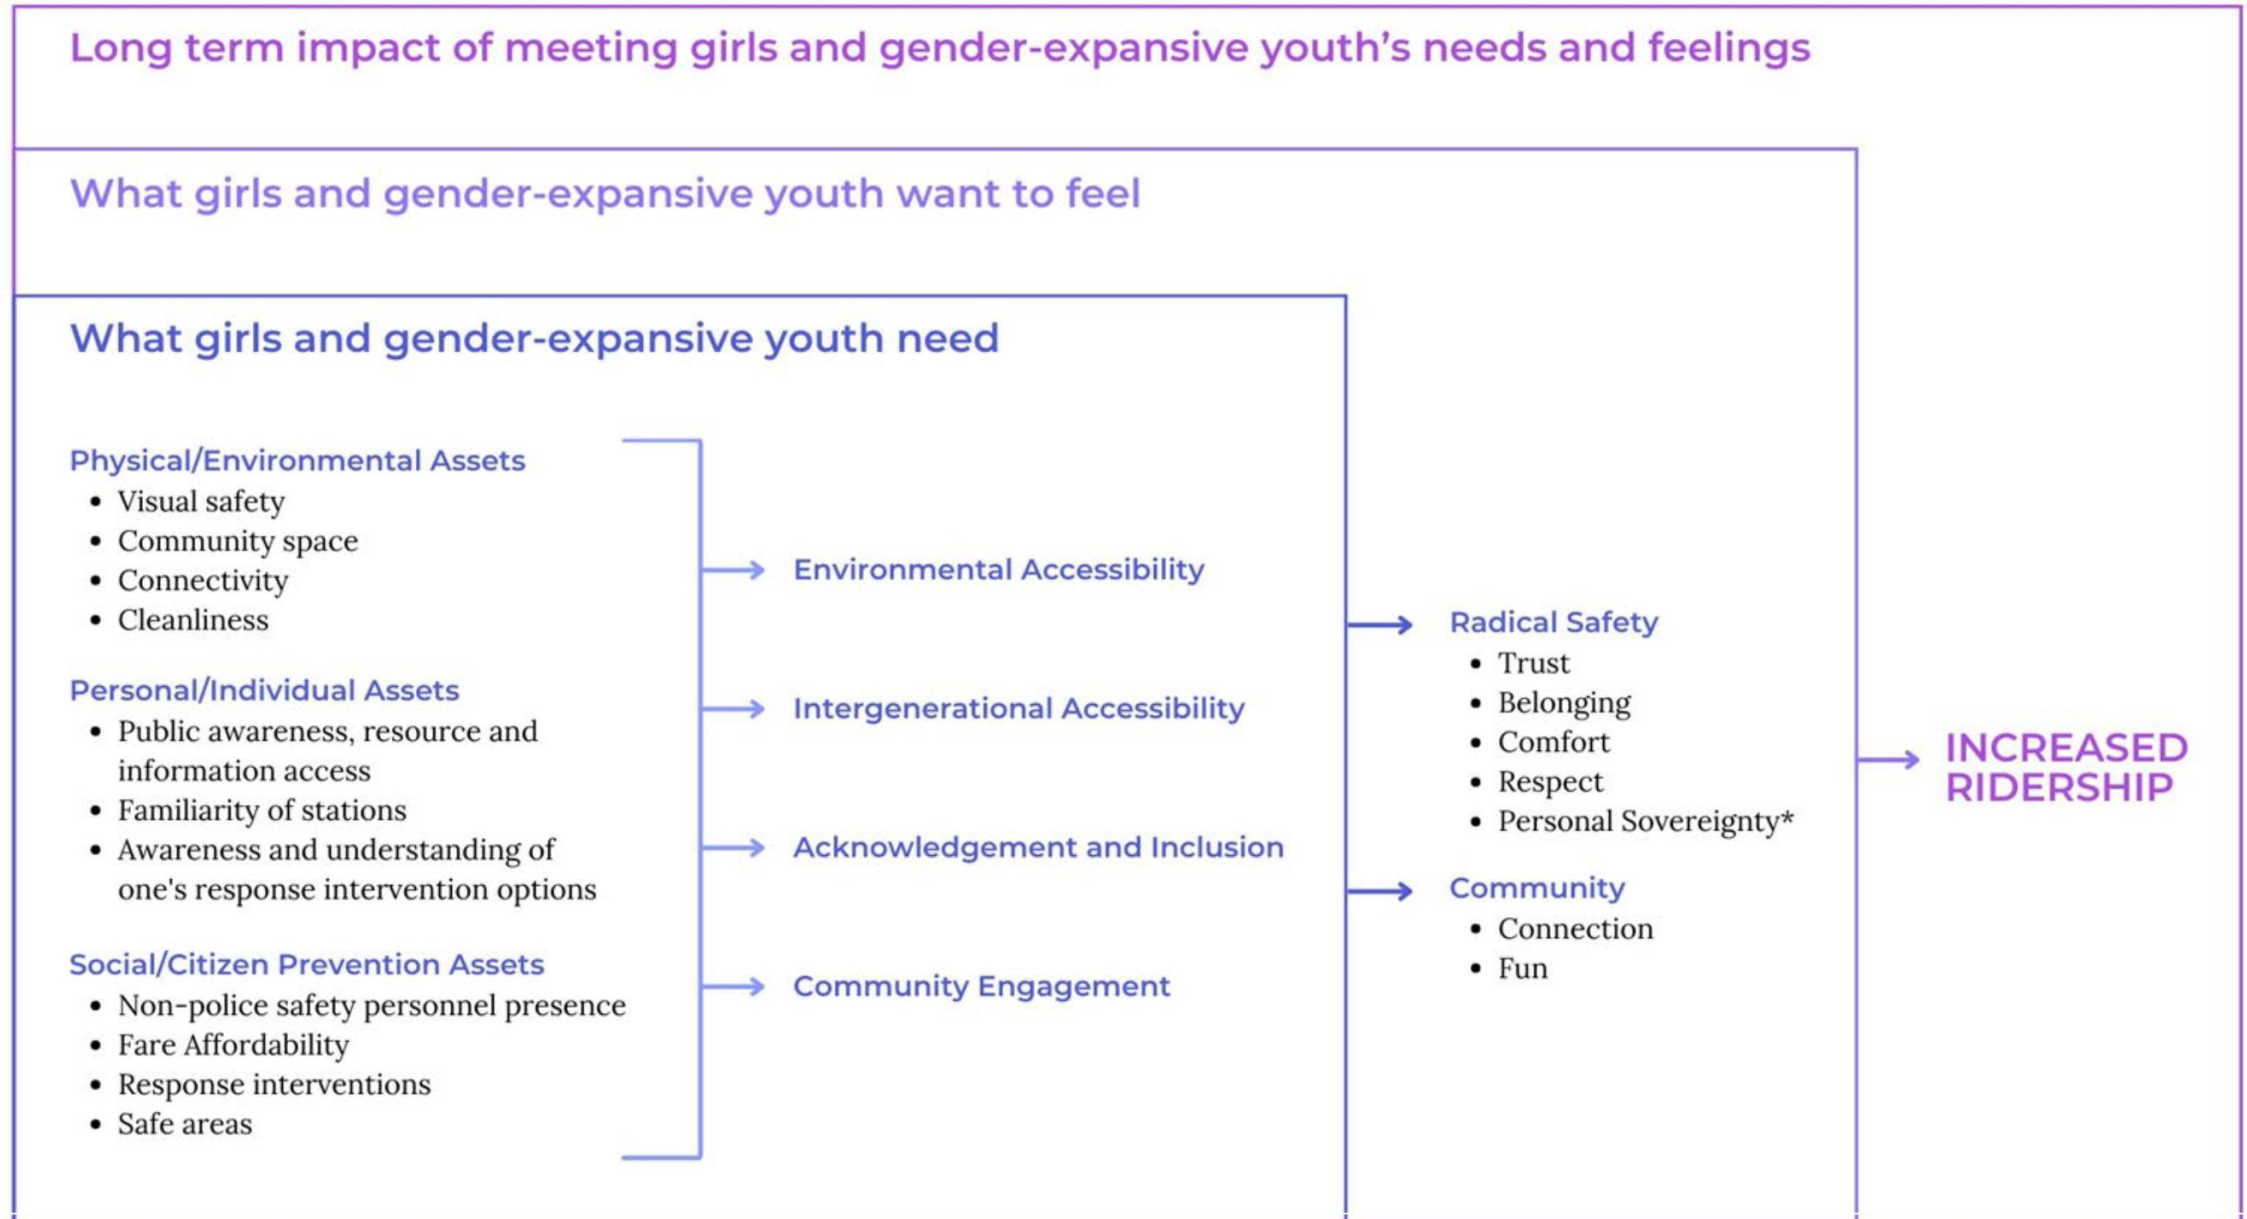 Long term impact of meeting girls and gender-expansive youth's needs and feelings
What girls and gender-expansive youth want to feel
What girls and gender-expansive youth need
Physical/Environmental Assets
• Visual safety
• Community space
• Connectivity
• Cleanliness
Personal/Individual Assets
• Public awareness, resource and
information access
• Familiarity of stations
• Awareness and understanding of
one's response intervention options
Social/Citizen Prevention Assets
• Non-police safety personnel presence
• Fare Affordability
• Response interventions
• Safe areas
Environmental Accessibility
Intergenerational Accessibility
Acknowledgement and Inclusion
Community Engagement
Radical Safety
• Trust
• Belonging
• Comfort
• Respect
• Personal Sovereignty*
Community
• Connection
• Fun
INCREASED
RIDERSHIP